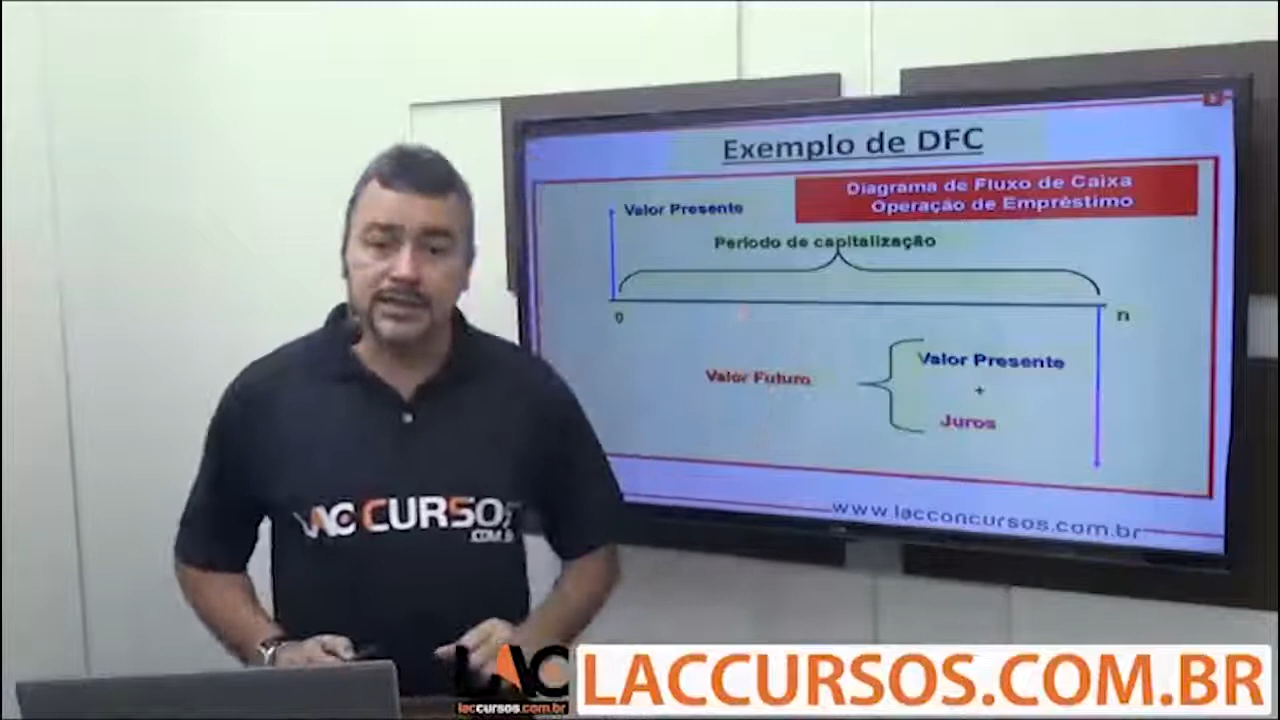 Exemplo de DFC
Diagrama de Fluxo de Caixa
Operação de Empréstimo
Valor Presente
Período de capitalização
0
n
Valor Futuro
Valor Presente
+
Juros
www.lacconcursos.com.br
LAC CURSOS
.COM.BR
LAC
laccursos.com.br
LACCURSOS.COM.BR